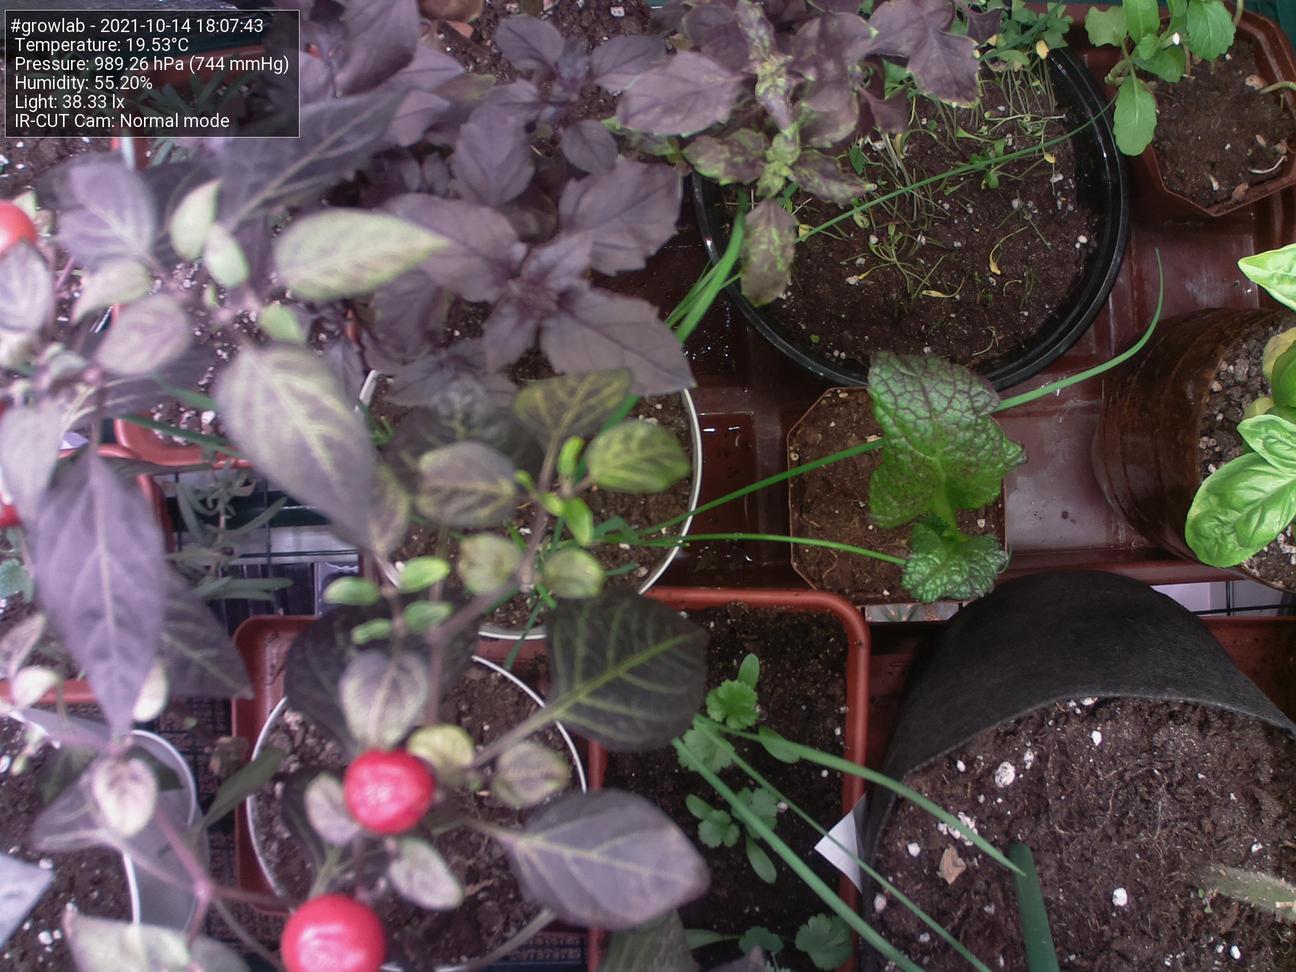 #growlab - 2021-10-14 18:07:43
Temperature: 19.53°C
Pressure: 989.26 hPa (744 mmHg)
Humidity: 55.20%
Light: 38.33 lx
IR-CUT Cam: Normal mode